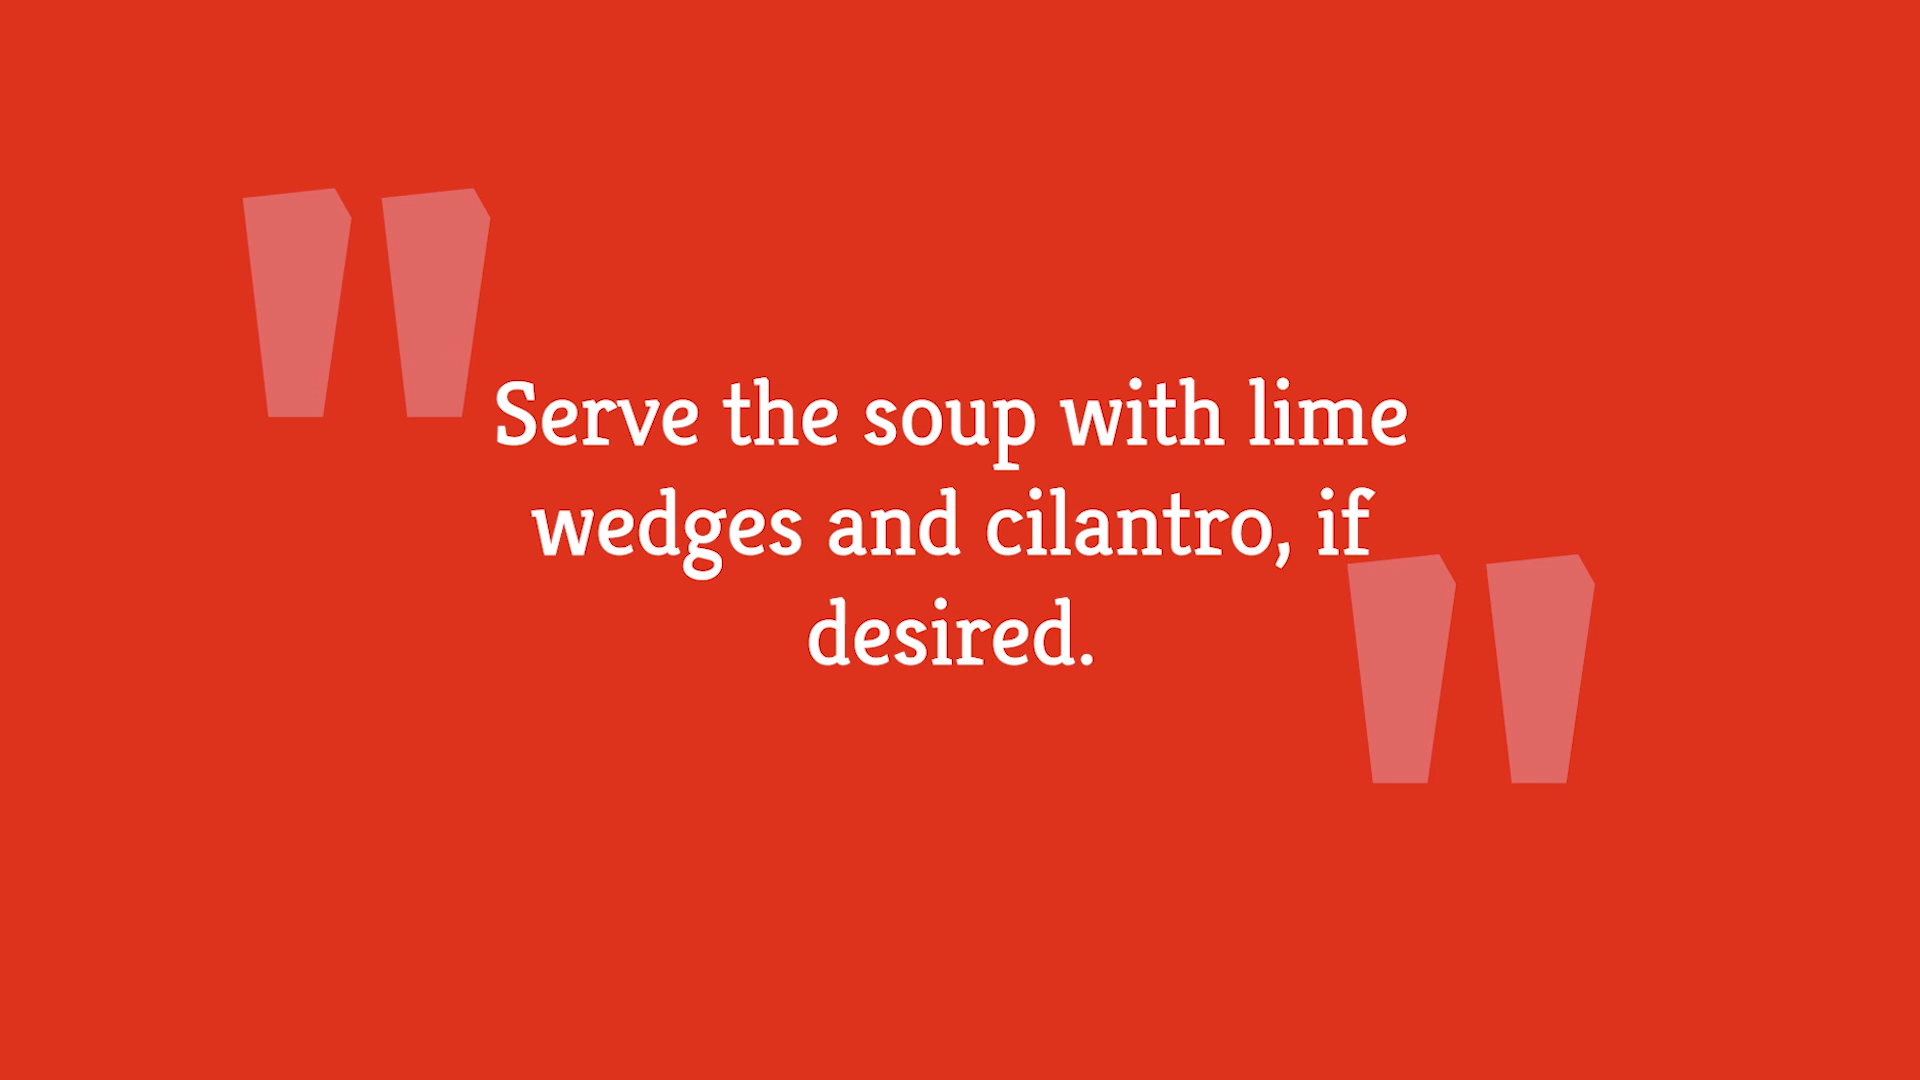 "
Serve the soup with lime
wedges and cilantro, if
desired.
"